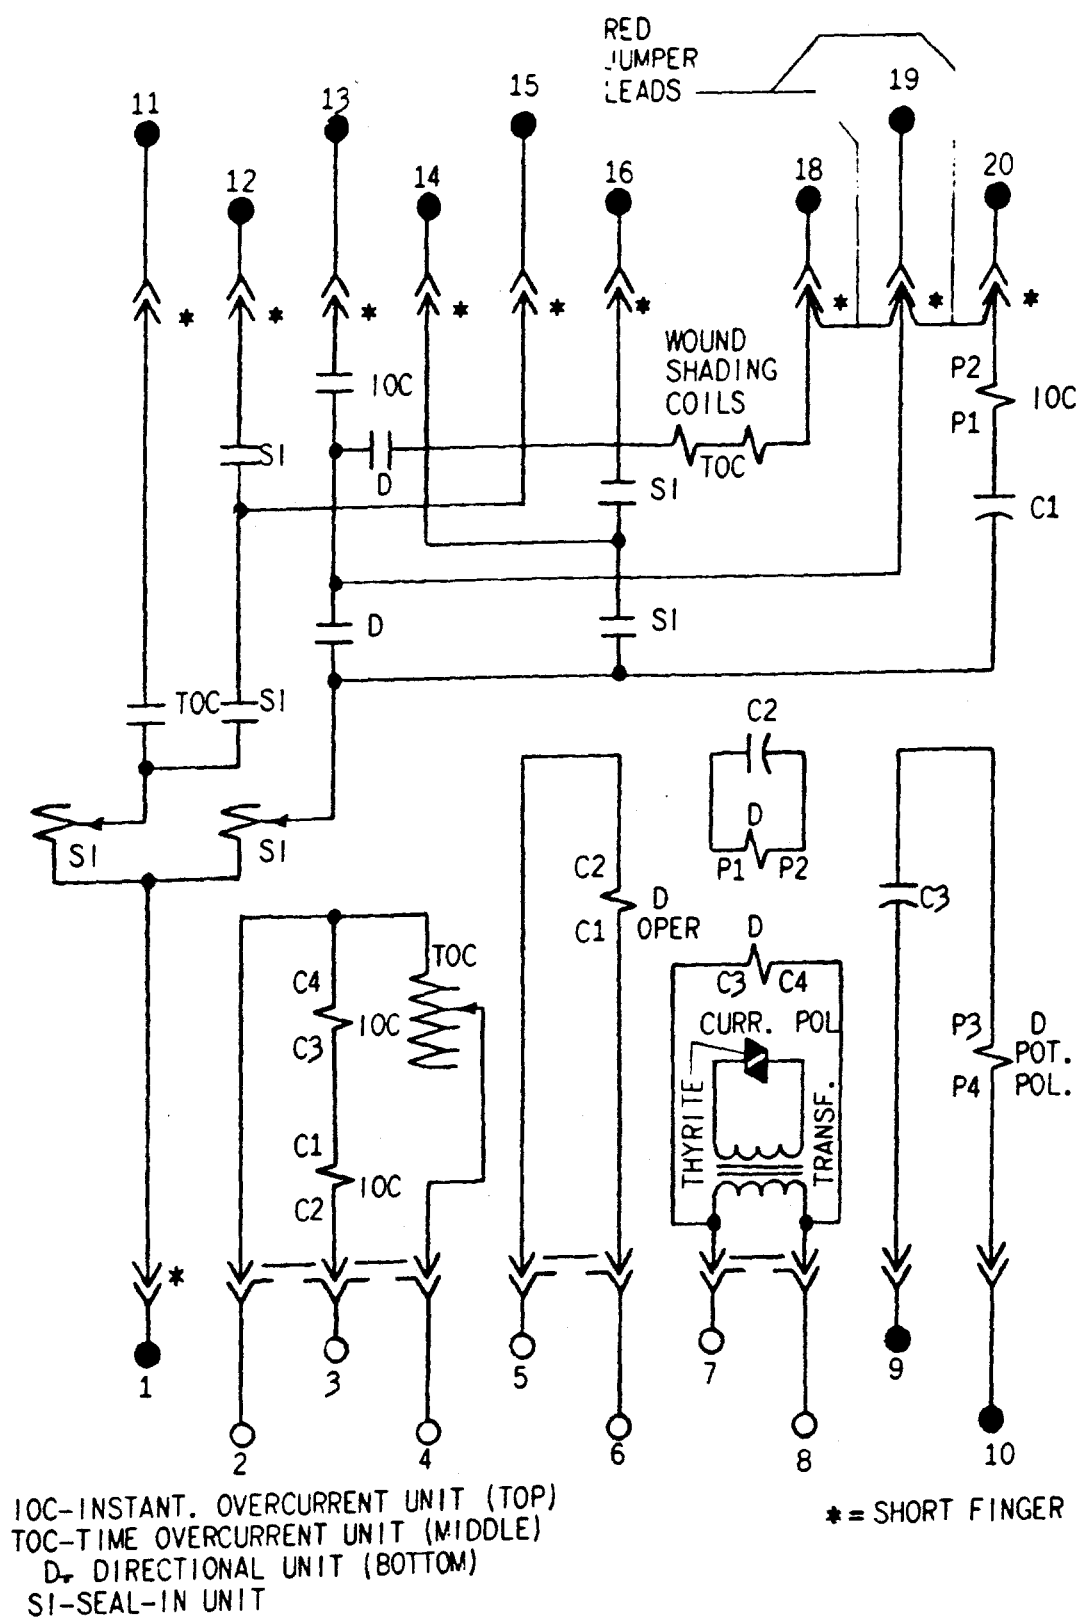 RED
JUMPER
LEADS
11
13
15
19
12
14
16
18
20
*
*
*
*
*
*
*
*
*
WOUND
SHADING
COILS
P2
IOC
P1
IOC
SI
TOC
D
SI
C1
D
SI
TOC
SI
C2
D
P1
P2
SI
SI
C2
D
C1
OPER
C3
D
C3
C4
TOC
C4
IOC
C3
CURR. POL
P3
D
POT.
P4
POL.
THYRITE
TRANSF.
C1
IOC
C2
*
1
3
5
7
9
2
4
6
8
10
IOC-INSTANT. OVERCURRENT UNIT (TOP)
TOC-TIME OVERCURRENT UNIT (MIDDLE)
D- DIRECTIONAL UNIT (BOTTOM)
SI-SEAL-IN UNIT
*= SHORT FINGER